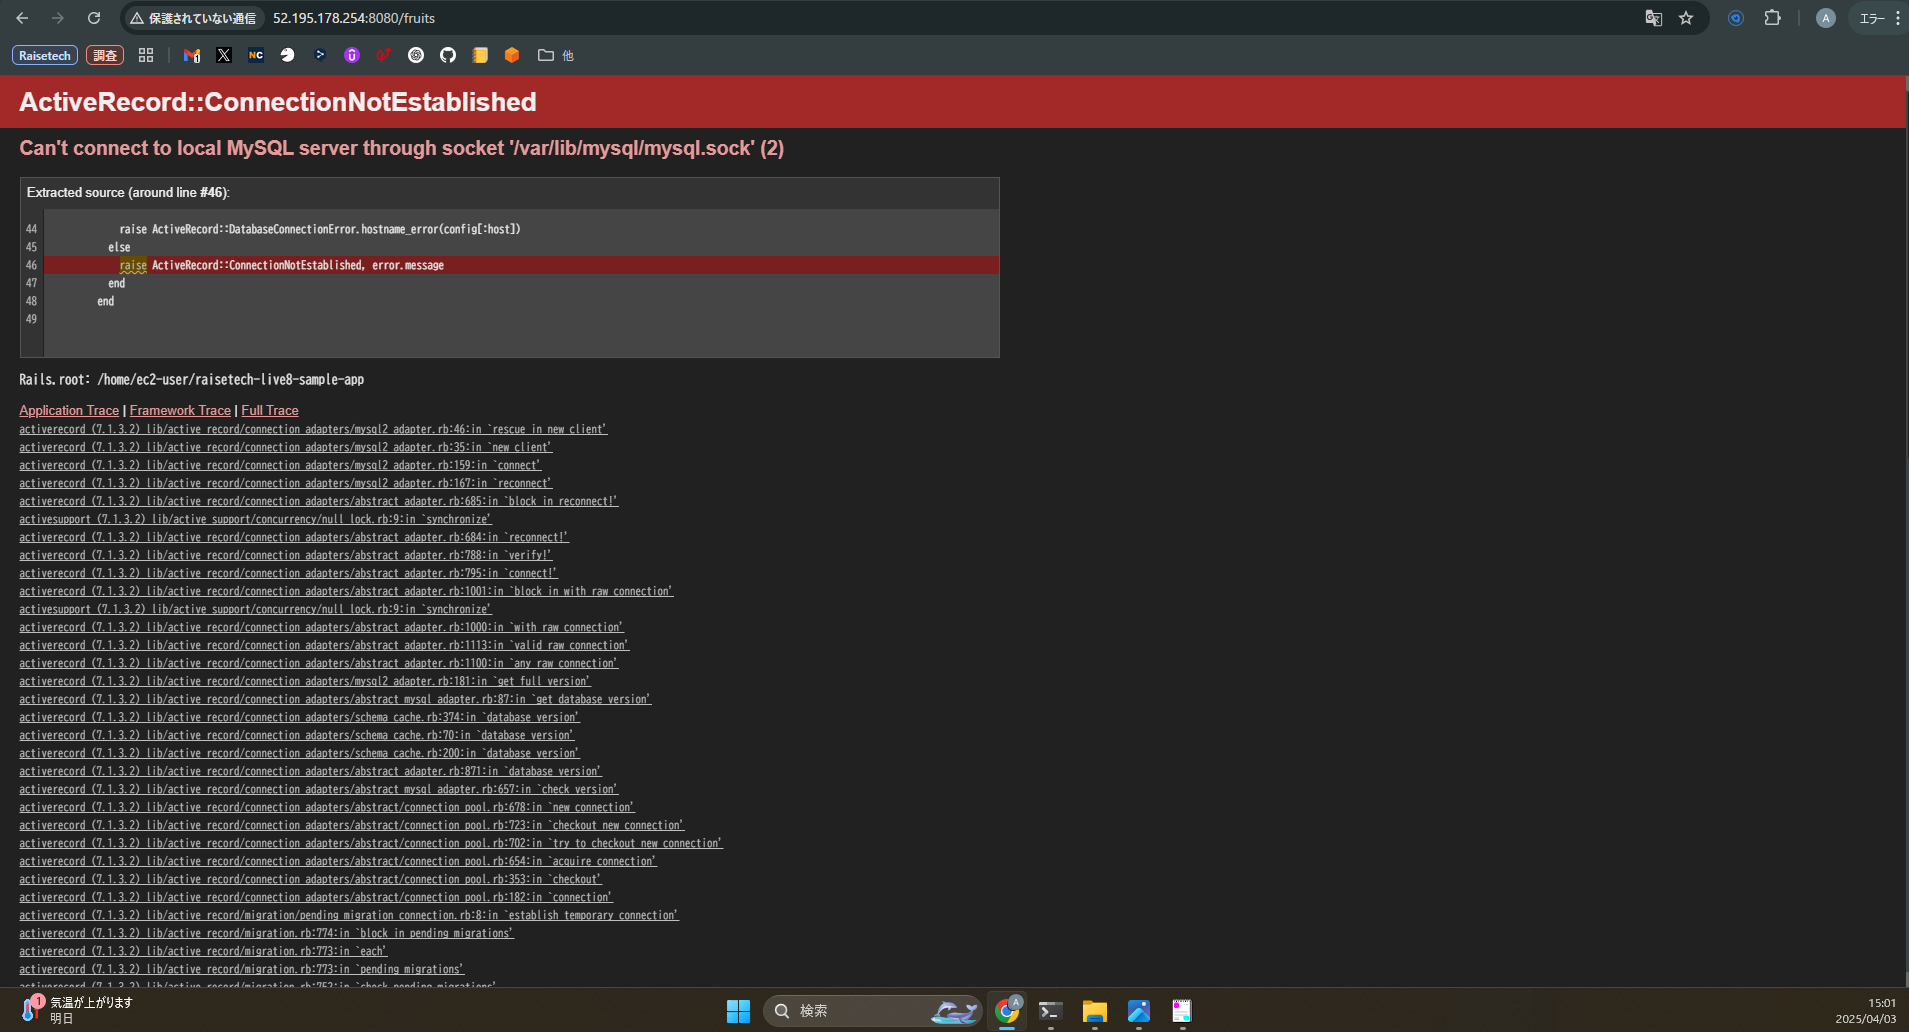 保護されていない通信
52.195.178.254:8080/fruits
A
エラー
Raisetech
調査
他
ActiveRecord::ConnectionNotEstablished
Can't connect to local MySQL server through socket '/var/lib/mysql/mysql.sock' (2)
Extracted source (around line #46):
44 raise ActiveRecord::DatabaseConnectionError.hostname_error(config[:host])
45 else
46 raise ActiveRecord::ConnectionNotEstablished, error.message
47 end
48 end
49
Rails.root: /home/ec2-user/raisetech-live8-sample-app
Application Trace | Framework Trace | Full Trace
activerecord (7.1.3.2) lib/active_record/connection_adapters/mysql2_adapter.rb:46:in `rescue in new_client'
activerecord (7.1.3.2) lib/active_record/connection_adapters/mysql2_adapter.rb:35:in `new_client'
activerecord (7.1.3.2) lib/active_record/connection_adapters/mysql2_adapter.rb:159:in `connect'
activerecord (7.1.3.2) lib/active_record/connection_adapters/mysql2_adapter.rb:167:in `reconnect'
activerecord (7.1.3.2) lib/active_record/connection_adapters/abstract_adapter.rb:685:in `block in reconnect!'
activesupport (7.1.3.2) lib/active_support/concurrency/null_lock.rb:9:in `synchronize'
activerecord (7.1.3.2) lib/active_record/connection_adapters/abstract_adapter.rb:684:in `reconnect!'
activerecord (7.1.3.2) lib/active_record/connection_adapters/abstract_adapter.rb:788:in `verify!'
activerecord (7.1.3.2) lib/active_record/connection_adapters/abstract_adapter.rb:795:in `connect!'
activerecord (7.1.3.2) lib/active_record/connection_adapters/abstract_adapter.rb:1001:in `block in with_raw_connection'
activesupport (7.1.3.2) lib/active_support/concurrency/null_lock.rb:9:in `synchronize'
activerecord (7.1.3.2) lib/active_record/connection_adapters/abstract_adapter.rb:1000:in `with_raw_connection'
activerecord (7.1.3.2) lib/active_record/connection_adapters/abstract_adapter.rb:1113:in `valid_raw_connection'
activerecord (7.1.3.2) lib/active_record/connection_adapters/abstract_adapter.rb:1100:in `any_raw_connection'
activerecord (7.1.3.2) lib/active_record/connection_adapters/mysql2_adapter.rb:181:in `get_full_version'
activerecord (7.1.3.2) lib/active_record/connection_adapters/abstract_mysql_adapter.rb:87:in `get_database_version'
activerecord (7.1.3.2) lib/active_record/connection_adapters/schema_cache.rb:374:in `database_version'
activerecord (7.1.3.2) lib/active_record/connection_adapters/schema_cache.rb:70:in `database_version'
activerecord (7.1.3.2) lib/active_record/connection_adapters/schema_cache.rb:200:in `database_version'
activerecord (7.1.3.2) lib/active_record/connection_adapters/abstract_adapter.rb:871:in `database_version'
activerecord (7.1.3.2) lib/active_record/connection_adapters/abstract_mysql_adapter.rb:657:in `check_version'
activerecord (7.1.3.2) lib/active_record/connection_adapters/abstract/connection_pool.rb:678:in `new_connection'
activerecord (7.1.3.2) lib/active_record/connection_adapters/abstract/connection_pool.rb:723:in `checkout_new_connection'
activerecord (7.1.3.2) lib/active_record/connection_adapters/abstract/connection_pool.rb:702:in `try_to_checkout_new_connection'
activerecord (7.1.3.2) lib/active_record/connection_adapters/abstract/connection_pool.rb:654:in `acquire_connection'
activerecord (7.1.3.2) lib/active_record/connection_adapters/abstract/connection_pool.rb:353:in `checkout'
activerecord (7.1.3.2) lib/active_record/connection_adapters/abstract/connection_pool.rb:182:in `connection'
activerecord (7.1.3.2) lib/active_record/migration/pending_migration_connection.rb:8:in `establish_temporary_connection'
activerecord (7.1.3.2) lib/active_record/migration.rb:774:in `block in pending_migrations'
activerecord (7.1.3.2) lib/active_record/migration.rb:773:in `each'
activerecord (7.1.3.2) lib/active_record/migration.rb:773:in `pending_migrations'
activerecord (7.1.3.2) lib/active_record/migration.rb:752:in `check_pending_migrations'
1
気温が上がります
明日
検索
A
15:01
2025/04/03